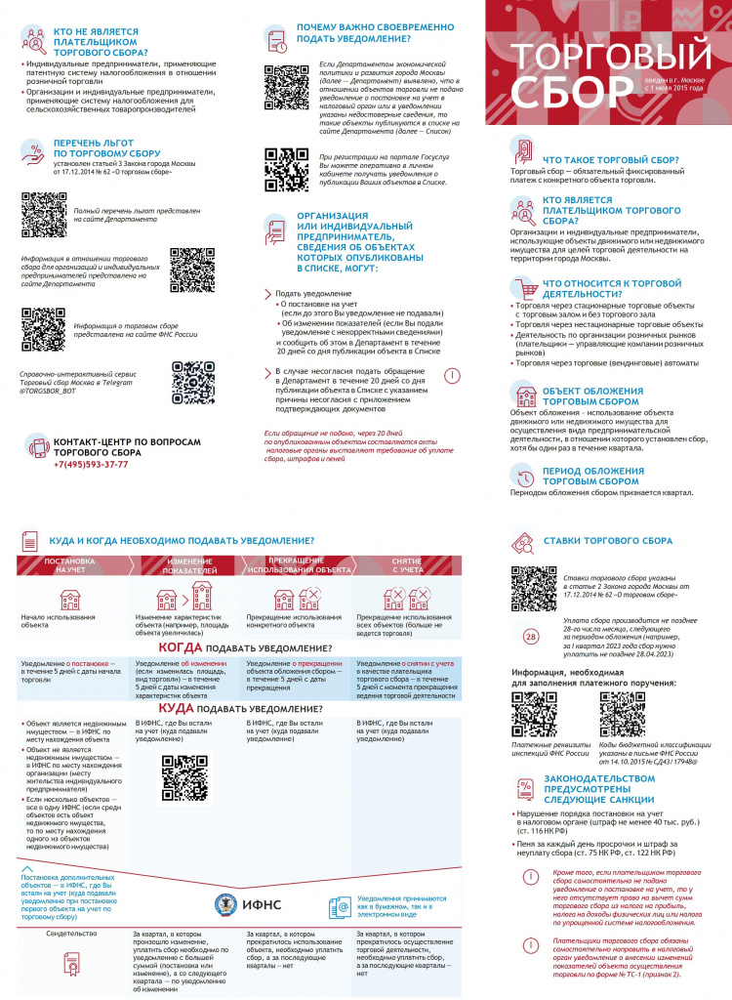 КТО НЕ ЯВЛЯЕТСЯ
ПЛАТЕЛЬЩИКОМ
ТОРГОВОГО СБОРА?
• Индивидуальные предприниматели, применяющие
патентную систему налогообложения в отношении
розничной торговли
• Организации и индивидуальные предприниматели,
применяющие систему налогообложения для
сельскохозяйственных товаропроизводителей
ПЕРЕЧЕНЬ ЛЬГОТ
ПО ТОРГОВОМУ СБОРУ
установлен статьей 3 Закона города Москвы
от 17.12.2014 № 62 «О торговом сборе»
Полный перечень льгот представлен
на сайте Департамента
Информация в отношении торгового
сбора для организаций и индивидуальных
предпринимателей представлена на
сайте Департамента
Информация о торговом сборе
представлена на сайте ФНС России
Справочно-интерактивный сервис
Торговый сбор Москва в Telegram
@TORGSBOR_BOT
КОНТАКТ-ЦЕНТР ПО ВОПРОСАМ
ТОРГОВОГО СБОРА
+7(495)593-37-77
ПОЧЕМУ ВАЖНО СВОЕВРЕМЕННО
ПОДАТЬ УВЕДОМЛЕНИЕ?
Если Департаментом экономической
политики и развития города Москвы
(далее — Департамент) выявлено, что в
отношении объектов торговли не подано
уведомление о постановке на учет в
налоговый орган или в уведомлении
указаны недостоверные сведения, то
такие объекты публикуются в списке на
сайте Департамента (далее — Список)
При регистрации на портале Госуслуг
Вы можете оперативно в личном
кабинете получать уведомления о
публикации Ваших объектов в Списке.
ОРГАНИЗАЦИЯ
ИЛИ ИНДИВИДУАЛЬНЫЙ
ПРЕДПРИНИМАТЕЛЬ,
СВЕДЕНИЯ ОБ ОБЪЕКТАХ
КОТОРЫХ ОПУБЛИКОВАНЫ
В СПИСКЕ, МОГУТ:
Подать уведомление
• О постановке на учет
(если до этого Вы уведомление не подавали)
• Об изменении показателей (если Вы подали
уведомление с некорректными сведениями)
и сообщить об этом в Департамент в течение
20 дней со дня публикации объекта в Списке
В случае несогласия подать обращение
в Департамент в течение 20 дней со дня
публикации объекта в Списке с указанием
причины несогласия с приложением
подтверждающих документов
Если обращение не подано, через 20 дней
по опубликованным объектам составляются акты
налоговые органы выставляют требование об уплате
сбора, штрафов и пеней
ТОРГОВЫЙ
СБОР
введен в г. Москве
с 1 июля 2015 года
ЧТО ТАКОЕ ТОРГОВЫЙ СБОР?
Торговый сбор — обязательный фиксированный
платеж с конкретного объекта торговли.
КТО ЯВЛЯЕТСЯ
ПЛАТЕЛЬЩИКОМ ТОРГОВОГО
СБОРА?
Организации и индивидуальные предприниматели,
использующие объекты движимого или недвижимого
имущества для целей торговой деятельности на
территории города Москвы.
ЧТО ОТНОСИТСЯ К ТОРГОВОЙ
ДЕЯТЕЛЬНОСТИ?
• Торговля через стационарные торговые объекты
с торговым залом и без торгового зала
• Торговля через нестационарные торговые объекты
• Деятельность по организации розничных рынков
(плательщики — управляющие компании розничных
рынков)
• Торговля через торговые (вендинговые) автоматы
ОБЪЕКТ ОБЛОЖЕНИЯ
ТОРГОВЫМ СБОРОМ
Объект обложения - использование объекта
движимого или недвижимого имущества для
осуществления вида предпринимательской
деятельности, в отношении которого установлен сбор,
хотя бы один раз в течение квартала.
ПЕРИОД ОБЛОЖЕНИЯ
ТОРГОВЫМ СБОРОМ
Периодом обложения сбором признается квартал.
КУДА И КОГДА НЕОБХОДИМО ПОДАВАТЬ УВЕДОМЛЕНИЕ?
ПОСТАНОВКА
НА УЧЕТ
ИЗМЕНЕНИЕ
ПОКАЗАТЕЛЕЙ
ПРЕКРАЩЕНИЕ
ИСПОЛЬЗОВАНИЯ ОБЪЕКТА
СНЯТИЕ
С УЧЕТА
Начало использования
объекта
Изменение характеристик
объекта (например, площадь
объекта увеличилась)
Прекращение использования
конкретного объекта
Прекращение использования
всех объектов (больше не
ведется торговля)
КОГДА ПОДАВАТЬ УВЕДОМЛЕНИЕ?
Уведомление о постановке —
в течение 5 дней с даты начала
торговли
Уведомление об изменении
(если изменилась площадь,
вид торговли) — в течение
5 дней с даты изменения
характеристик объекта
Уведомление о прекращении
объекта обложения сбором —
в течение 5 дней с даты
прекращения
Уведомление о снятии с учета
в качестве плательщика
торгового сбора — в течение
5 дней с момента прекращения
ведения торговой деятельности
КУДА ПОДАВАТЬ УВЕДОМЛЕНИЕ?
• Объект является недвижимым
имуществом — в ИФНС по
месту нахождения объекта
• Объект не является
недвижимым имуществом —
в ИФНС по месту нахождения
организации (месту
жительства индивидуального
предпринимателя)
• Если несколько объектов —
все в одну ИФНС (если среди
объектов есть объект
недвижимого имущества,
то по месту нахождения
одного из объектов
недвижимого имущества)
В ИФНС, где Вы встали
на учет (куда подавали
уведомление)
В ИФНС, где Вы встали
на учет (куда подавали
уведомление)
В ИФНС, где Вы встали
на учет (куда подавали
уведомление)
Постановка дополнительных
объектов — в ИФНС, где Вы
встали на учет (куда подавали
уведомление при постановке
первого объекта на учет по
торговому сбору)
ИФНС
Уведомления принимаются
как в бумажном, так и в
электронном виде
Свидетельство
За квартал, в котором
произошло изменение,
уплатить сбор необходимо по
уведомлению с большей
суммой (постановка или
изменение), а со следующего
квартала — по уведомлению
об изменении
За квартал, в котором
прекратилось использование
объекта, необходимо уплатить
сбор, а за последующие
кварталы — нет
За квартал, в котором
прекратилось осуществление
торговой деятельности,
необходимо уплатить сбор,
а за последующие кварталы —
нет
СТАВКИ ТОРГОВОГО СБОРА
Ставки торгового сбора указаны
в статье 2 Закона города Москвы от
17.12.2014 № 62 «О торговом сборе»
28
Уплата сбора производится не позднее
28-го числа месяца, следующего
за периодом обложения (например,
за I квартал 2023 года сбор нужно
уплатить не позднее 28.04.2023)
Информация, необходимая
для заполнения платежного поручения:
Платежные реквизиты
инспекций ФНС России
Коды бюджетной классификации
указаны в письме ФНС России
от 14.10.2015 № СД43/17948@
ЗАКОНОДАТЕЛЬСТВОМ
ПРЕДУСМОТРЕНЫ
СЛЕДУЮЩИЕ САНКЦИИ
• Нарушение порядка постановки на учет
в налоговом органе (штраф не менее 40 тыс. руб.)
(ст. 116 НК РФ)
• Пеня за каждый день просрочки и штраф за
неуплату сбора (ст. 75 НК РФ, ст. 122 НК РФ)
Кроме того, если плательщиком торгового
сбора самостоятельно не подано
уведомление о постановке на учет, то у
него отсутствует право на вычет сумм
торгового сбора из налога на прибыль,
налога на доходы физических лиц или налога
по упрощенной системе налогообложения.
Плательщики торгового сбора обязаны
самостоятельно направить в налоговый
орган уведомление о внесении изменений
показателей объекта осуществления
торговли по форме № ТС-1 (признак 2).